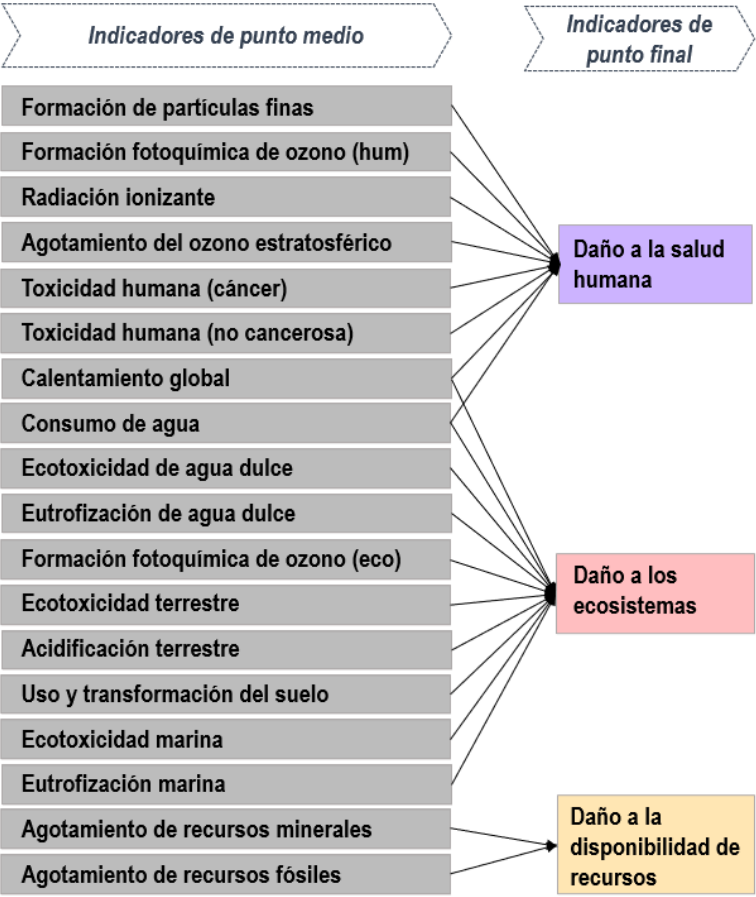 Indicadores de punto medio
Indicadores de
punto final
Formación de partículas finas
Formación fotoquímica de ozono (hum)
Radiación ionizante
Agotamiento del ozono estratosférico
Toxicidad humana (cáncer)
Toxicidad humana (no cancerosa)
Calentamiento global
Consumo de agua
Ecotoxicidad de agua dulce
Eutrofización de agua dulce
Formación fotoquímica de ozono (eco)
Ecotoxicidad terrestre
Acidificación terrestre
Uso y transformación del suelo
Ecotoxicidad marina
Eutrofización marina
Agotamiento de recursos minerales
Agotamiento de recursos fósiles
Daño a la salud
humana
Daño a los
ecosistemas
Daño a la
disponibilidad de
recursos